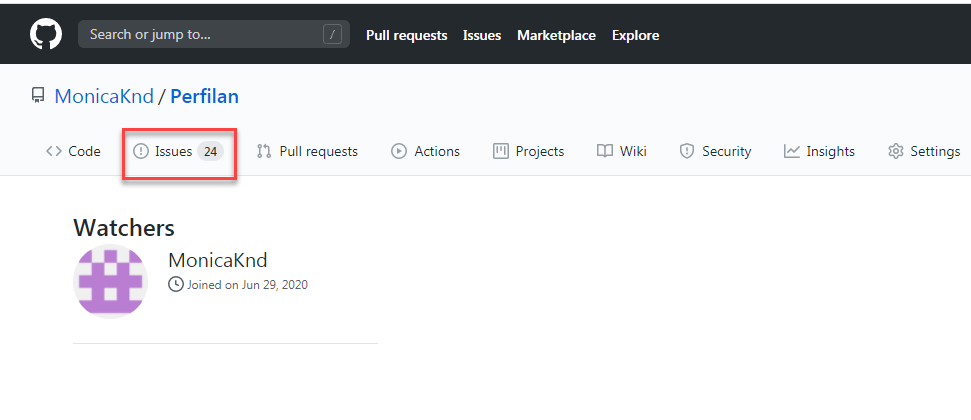 Search or jump to... / Pull requests Issues Marketplace Explore
MonicaKnd / Perfilan
Code Issues 24 Pull requests Actions Projects Wiki Security Insights Settings
Watchers
MonicaKnd
Joined on Jun 29, 2020